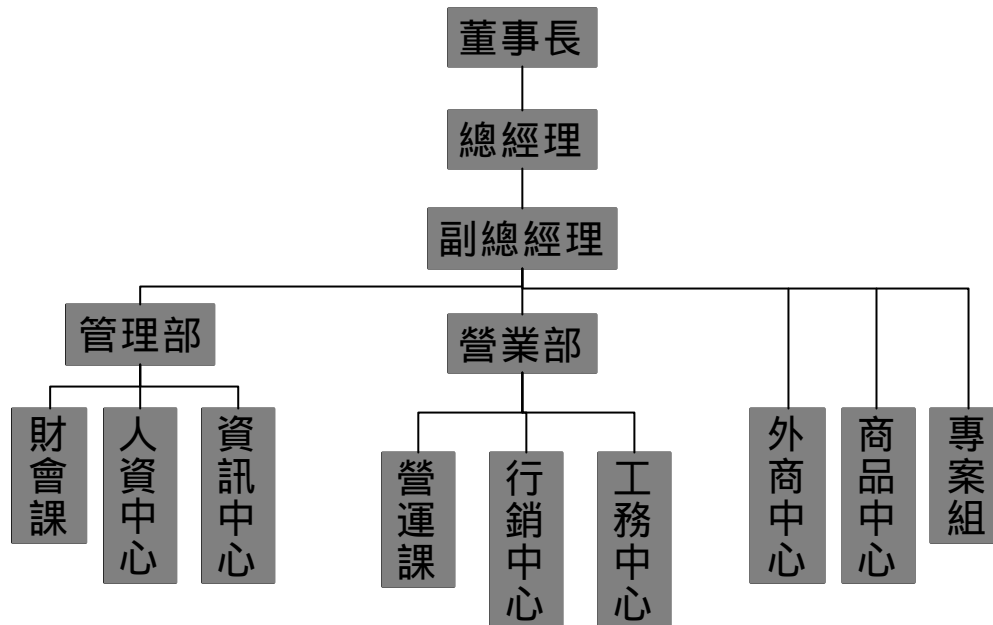 董事長
總經理
副總經理
管理部
營業部
財會課
人資中心
資訊中心
營運課
行銷中心
工務中心
外商中心
商品中心
專案組